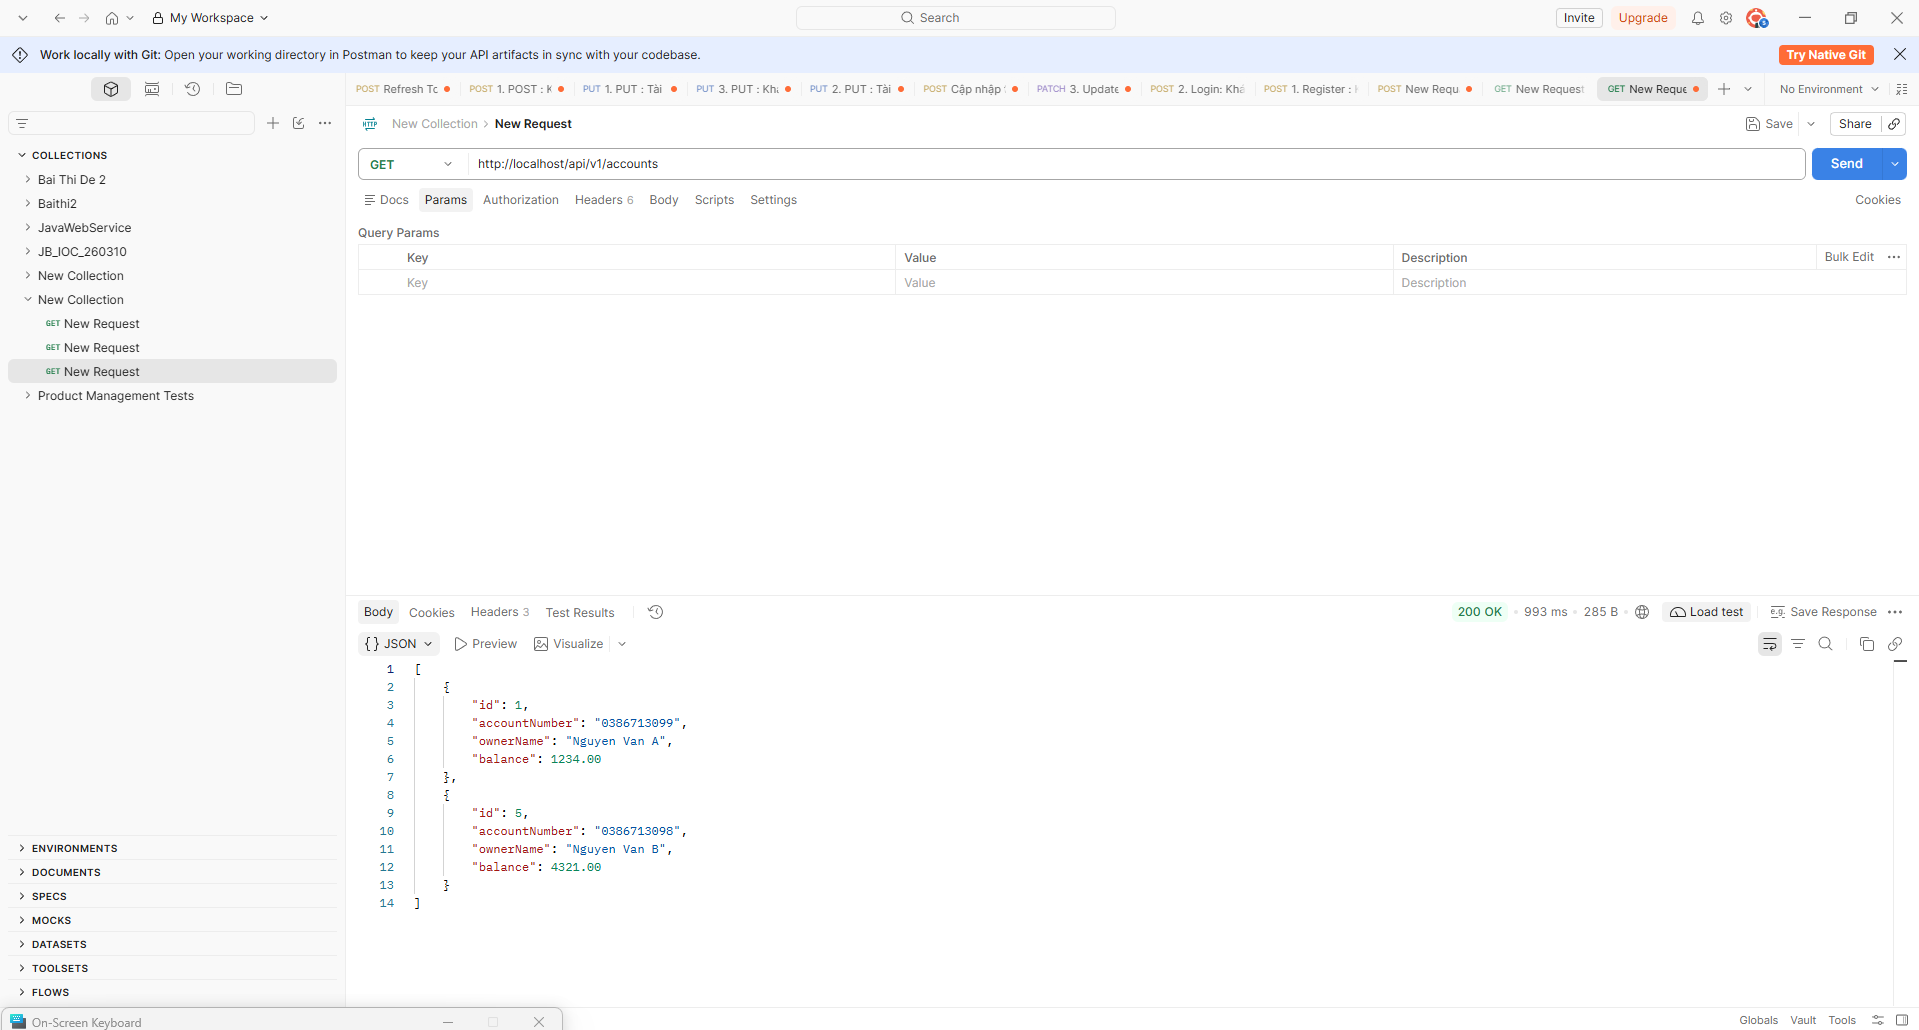 My Workspace
Search
Invite
Upgrade
Work locally with Git: Open your working directory in Postman to keep your API artifacts in sync with your codebase.
Try Native Git
POST Refresh Tc
POST 1. POST : K
PUT 1. PUT : Tài
PUT 3. PUT : Khá
PUT 2. PUT : Tài
POST Cập nhập
PATCH 3. Update
POST 2. Login: Khá
POST 1. Register :
POST New Requ
GET New Request
GET New Reque
No Environment
New Collection > New Request
Save
Share
COLLECTIONS
Bai Thi De 2
Baithi2
JavaWebService
JB_IOC_260310
New Collection
New Collection
GET New Request
GET New Request
GET New Request
Product Management Tests
ENVIRONMENTS
DOCUMENTS
SPECS
MOCKS
DATASETS
TOOLSETS
FLOWS
HTTP
GET
http://localhost/api/v1/accounts
Send
Docs
Params
Authorization
Headers 6
Body
Scripts
Settings
Cookies
Query Params
Key
Value
Description
Bulk Edit
Key
Value
Description
Body
Cookies
Headers 3
Test Results
200 OK
993 ms
285 B
Load test
e.g. Save Response
{} JSON
Preview
Visualize
1 [
2 {
3 "id": 1,
4 "accountNumber": "0386713099",
5 "ownerName": "Nguyen Van A",
6 "balance": 1234.00
7 },
8 {
9 "id": 5,
10 "accountNumber": "0386713098",
11 "ownerName": "Nguyen Van B",
12 "balance": 4321.00
13 }
14 ]
On-Screen Keyboard
Globals
Vault
Tools